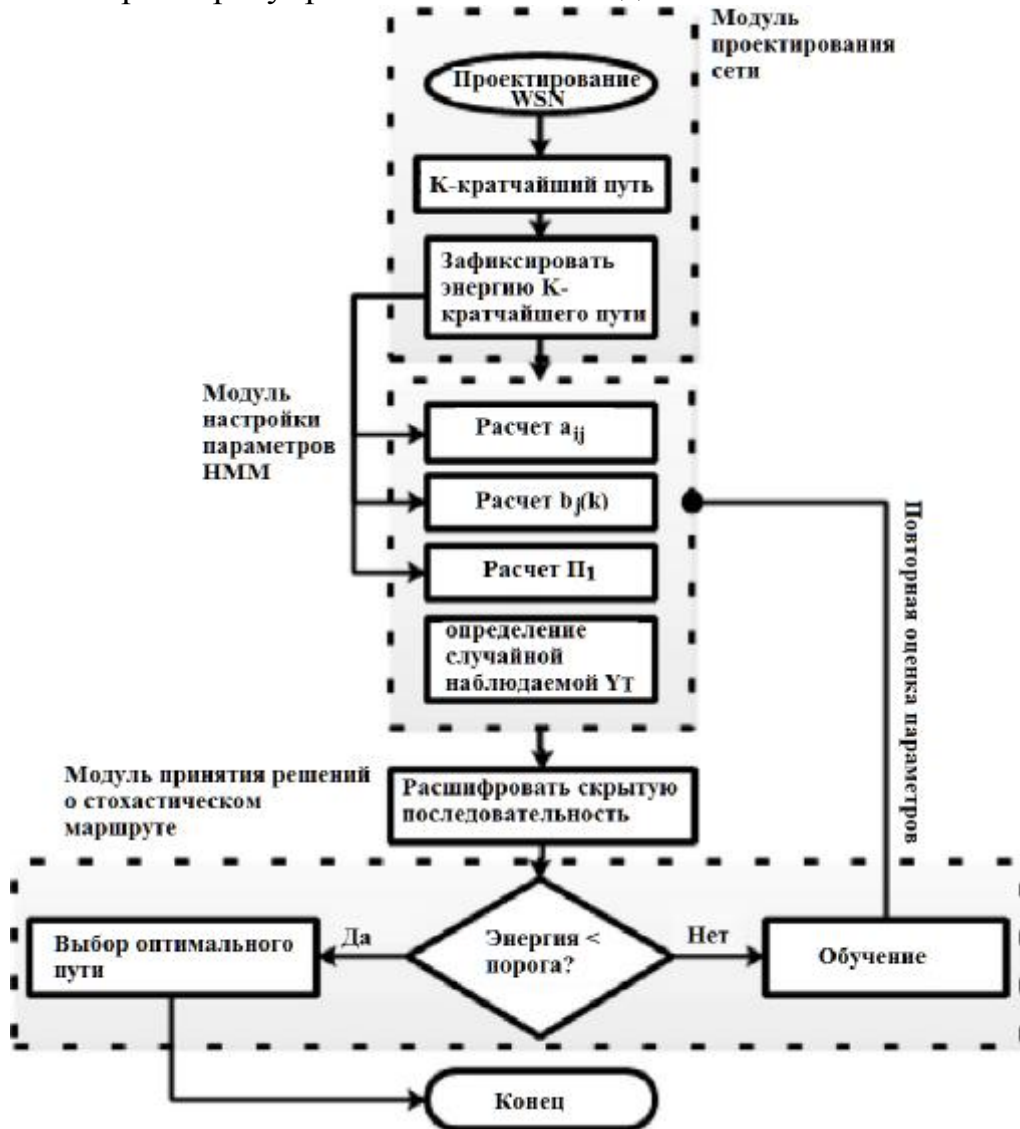 Модуль
проектирования
сети
Проектирование
WSN
К-кратчайший путь
Зафиксировать
энергию К-
кратчайшего пути
Модуль
настройки
параметров
HMM
Расчет aij
Расчет bj(k)
Расчет П1
определение
случайной
наблюдаемой YT
Повторная оценка параметров
Модуль принятия решений
о стохастическом
маршруте
Расшифровать скрытую
последовательность
Выбор оптимального
пути
Да
Энергия <
порога?
Нет
Обучение
Конец